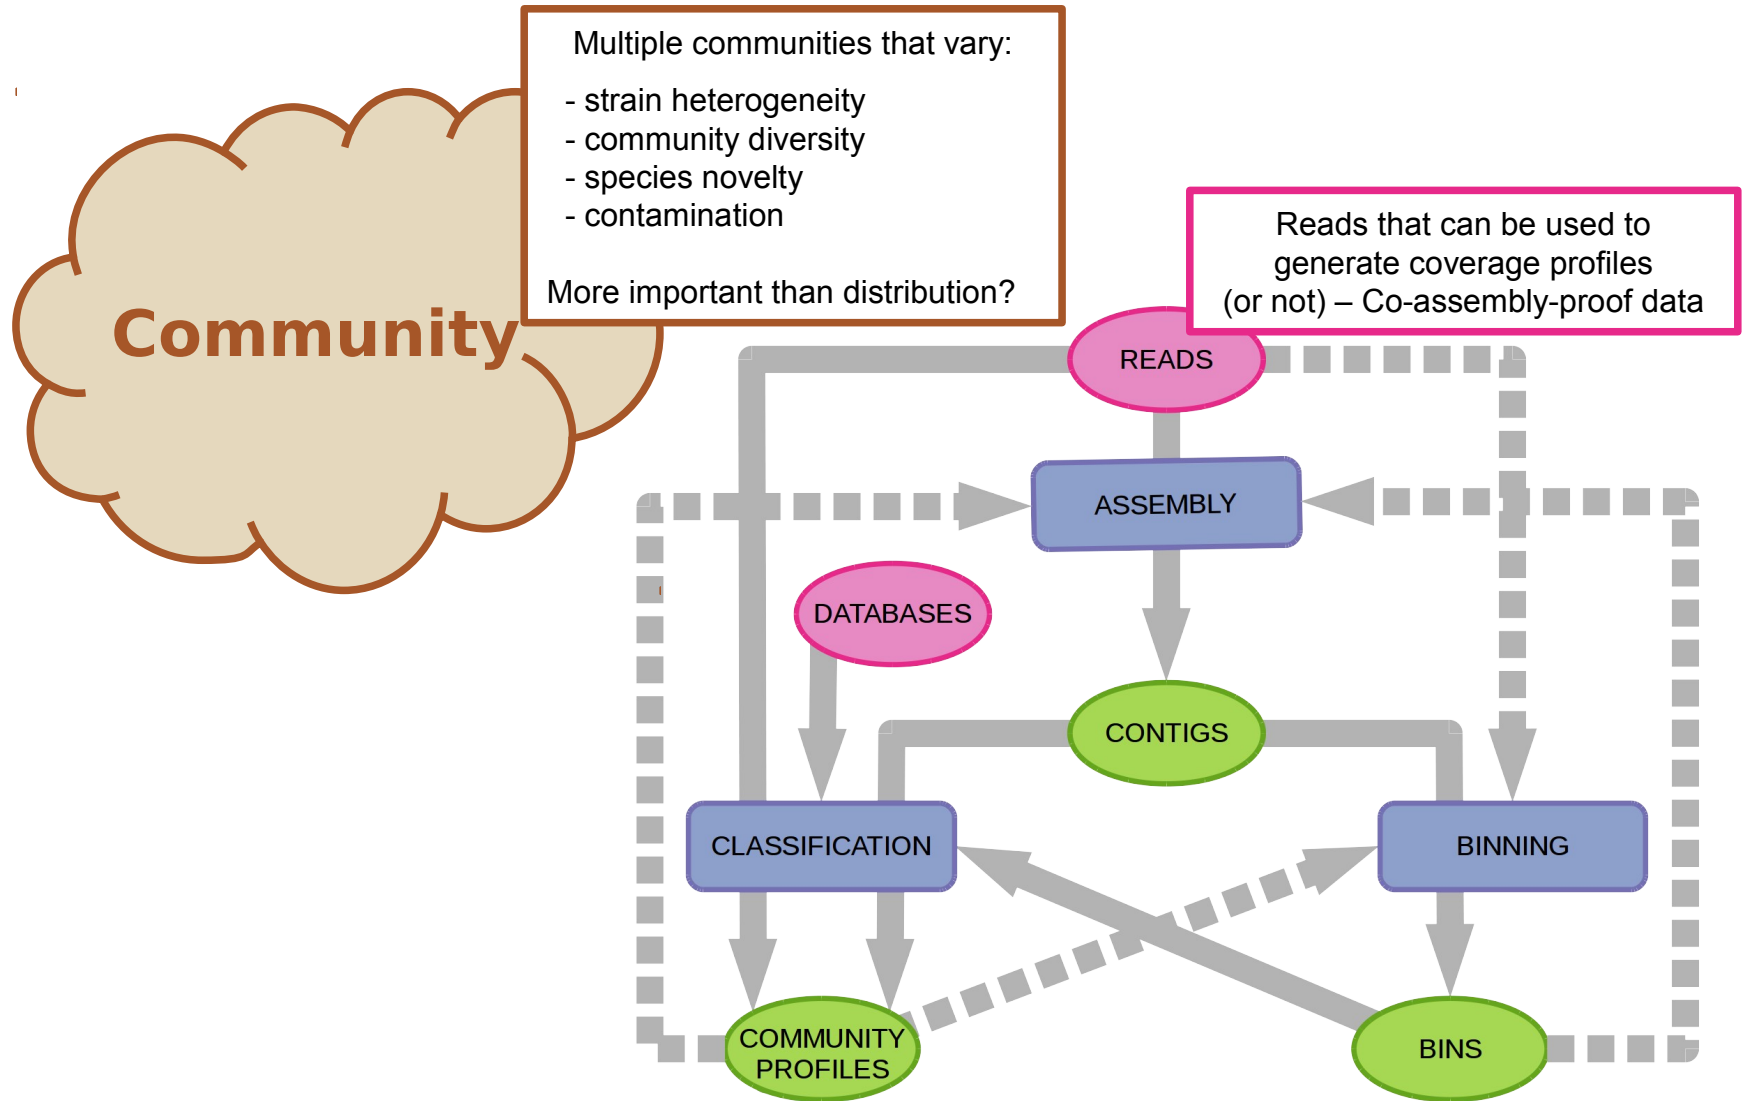 Multiple communities that vary:
- strain heterogeneity
- community diversity
- species novelty
- contamination
More important than distribution?
Community
Reads that can be used to
generate coverage profiles
(or not) – Co-assembly-proof data
READS
ASSEMBLY
DATABASES
CONTIGS
CLASSIFICATION
BINNING
COMMUNITY
PROFILES
BINS